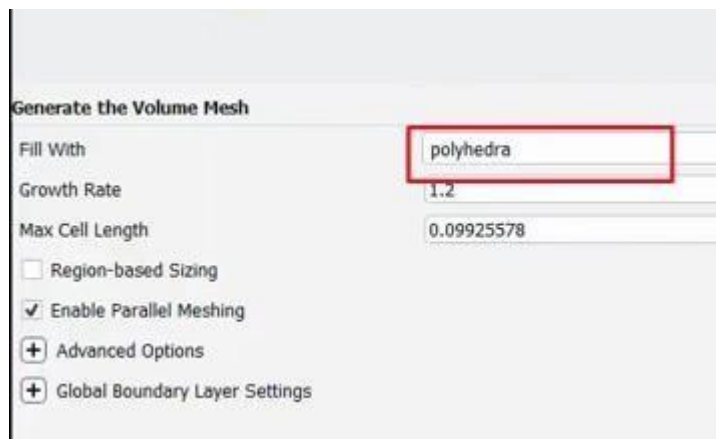 Generate the Volume Mesh
Fill With polyhedra
Growth Rate 1.2
Max Cell Length 0.09925578
Region-based Sizing
Enable Parallel Meshing
Advanced Options
Global Boundary Layer Settings